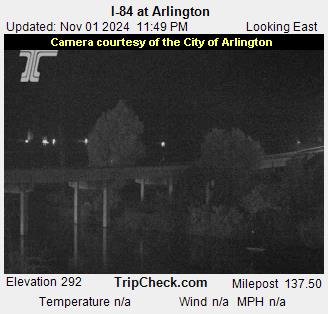 I-84 at Arlington
Updated: Nov 01 2024 11:49 PM Looking East
Camera courtesy of the City of Arlington
Elevation 292 TripCheck.com Milepost 137.50
Temperature n/a Wind n/a MPH n/a